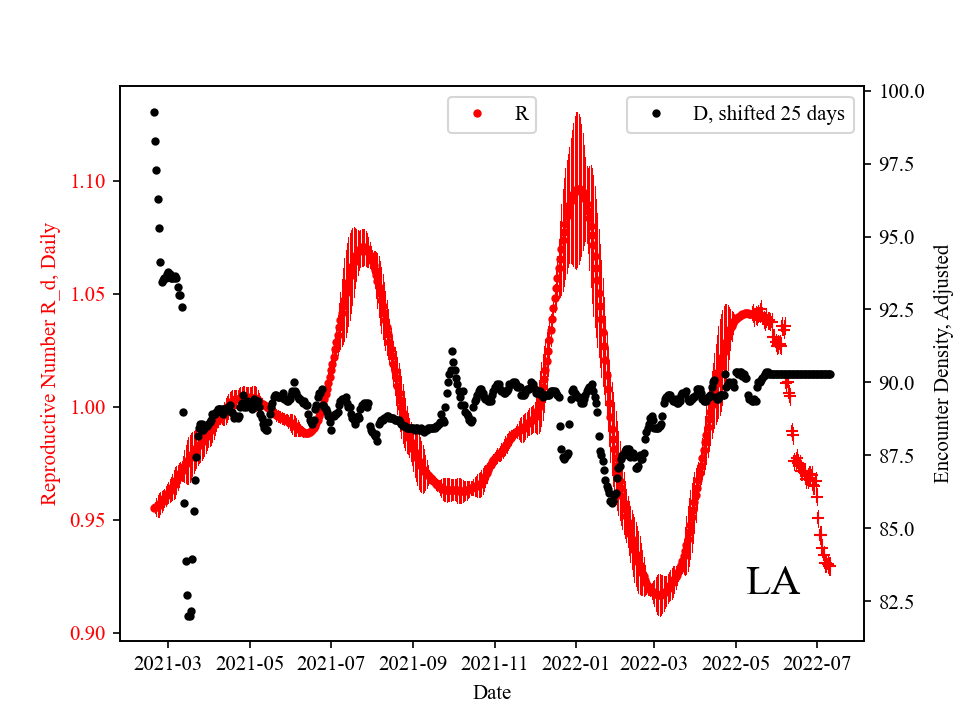 R
D, shifted 25 days
Reproductive Number R_d, Daily
1.10
1.05
1.00
0.95
0.90
100.0
97.5
95.0
92.5
90.0
87.5
85.0
82.5
Encounter Density, Adjusted
LA
2021-03 2021-05 2021-07 2021-09 2021-11 2022-01 2022-03 2022-05 2022-07
Date